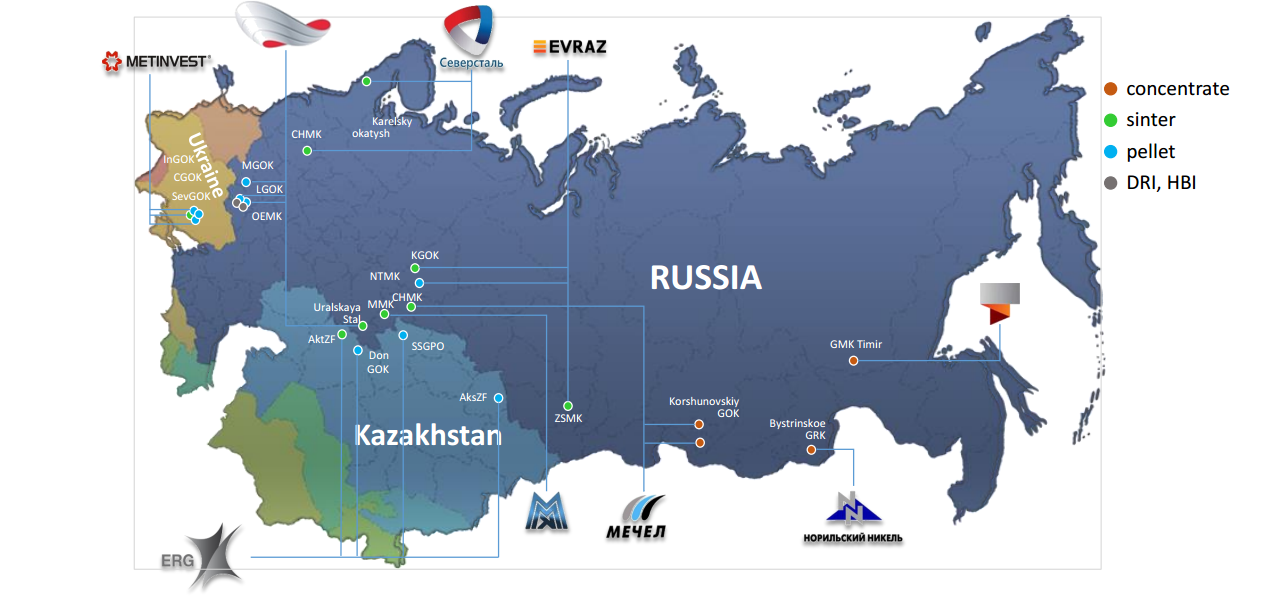 METINVEST
Северсталь
EVRAZ
concentrate
sinter
pellet
DRI, HBI
Karelsky
okatysh
CHMK
Ukraine
InGOK
CGOK
SevGOK
MGOK
LGOK
OEMK
KGOK
NTMK
RUSSIA
CHMK
MMK
Uralskaya
Stal
AktZF
SSGPO
Don
GOK
GMK Timir
AksZF
ZSMK
Korshunovskiy
GOK
Bystrinskoe
GRK
Kazakhstan
МЕЧЕЛ
НОРИЛЬСКИЙ НИКЕЛЬ
ERG